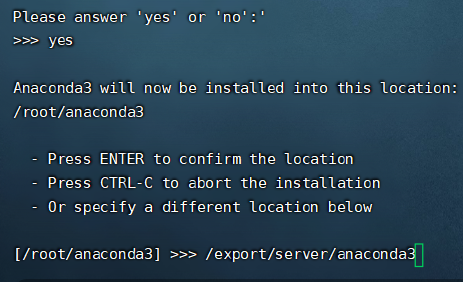 Please answer 'yes' or 'no':'
>>> yes
Anaconda3 will now be installed into this location:
/root/anaconda3
- Press ENTER to confirm the location
- Press CTRL-C to abort the installation
- Or specify a different location below
[/root/anaconda3] >>> /export/server/anaconda3